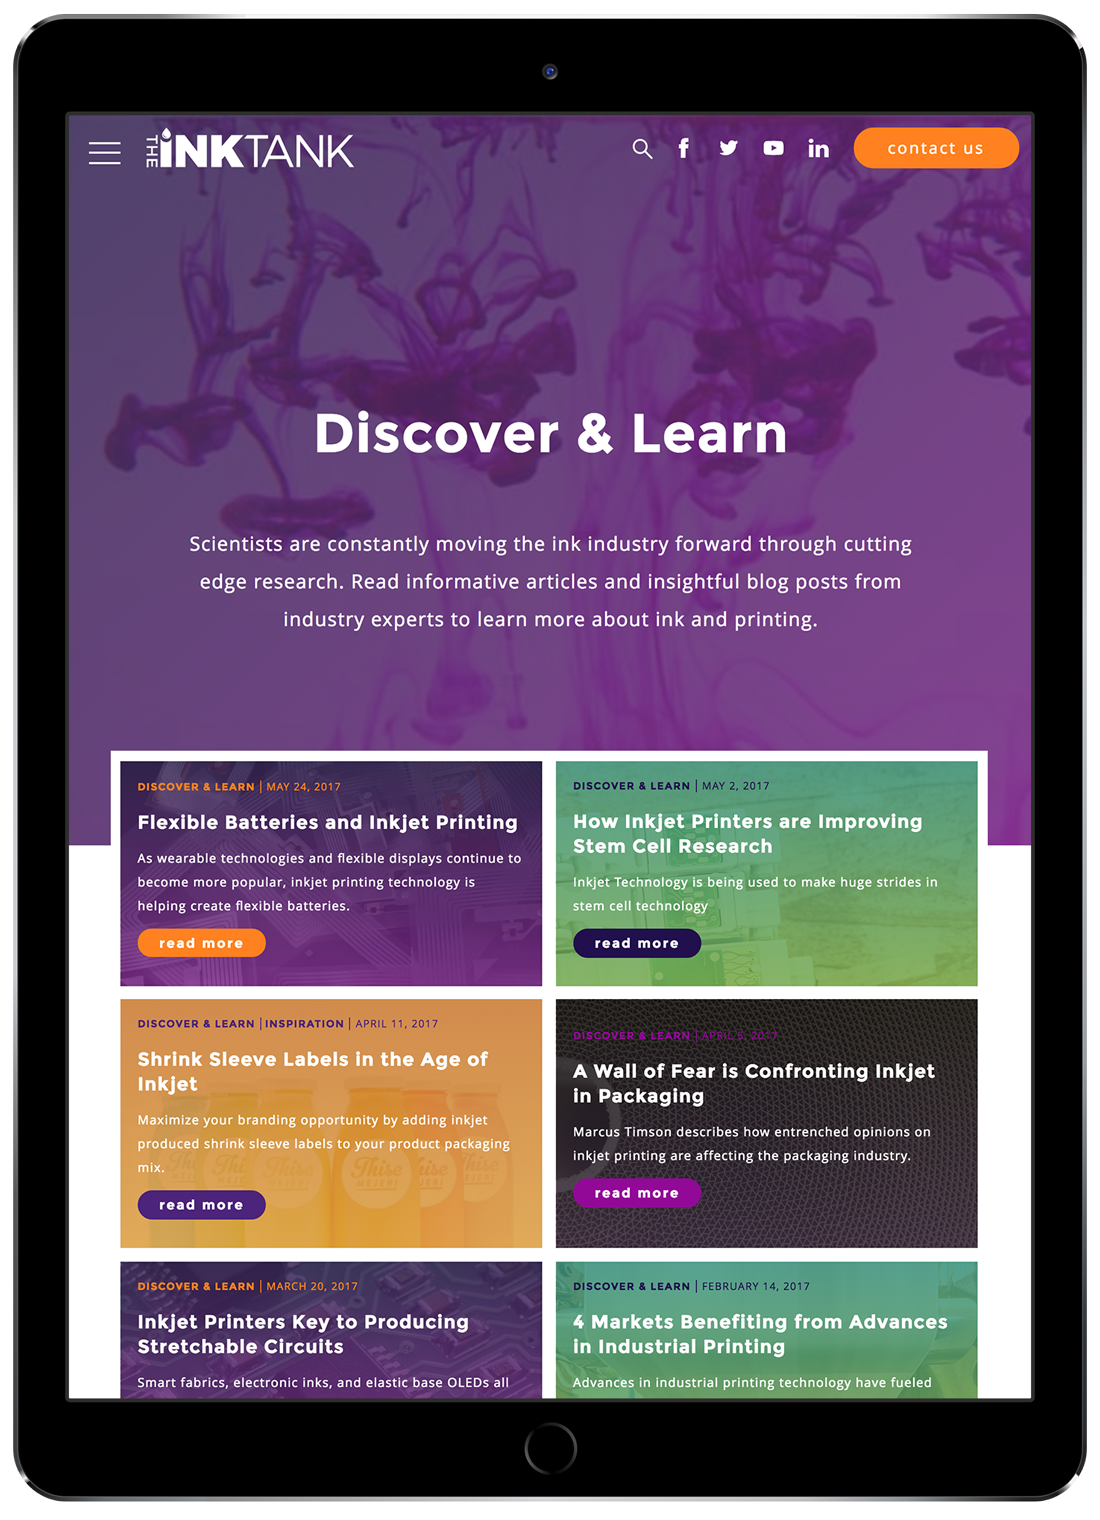 THE INKTANK
contact us
Discover & Learn
Scientists are constantly moving the ink industry forward through cutting
edge research. Read informative articles and insightful blog posts from
industry experts to learn more about ink and printing.
DISCOVER & LEARN | MAY 24, 2017
Flexible Batteries and Inkjet Printing
As wearable technologies and flexible displays continue to
become more popular, inkjet printing technology is
helping create flexible batteries.
read more
DISCOVER & LEARN | MAY 2, 2017
How Inkjet Printers are Improving
Stem Cell Research
Inkjet Technology is being used to make huge strides in
stem cell technology
read more
DISCOVER & LEARN | INSPIRATION | APRIL 11, 2017
Shrink Sleeve Labels in the Age of
Inkjet
Maximize your branding opportunity by adding inkjet
produced shrink sleeve labels to your product packaging
mix.
Thise
MEJERI
read more
DISCOVER & LEARN | APRIL 5, 2017
A Wall of Fear is Confronting Inkjet
in Packaging
Marcus Timson describes how entrenched opinions on
inkjet printing are affecting the packaging industry.
read more
DISCOVER & LEARN | MARCH 20, 2017
Inkjet Printers Key to Producing
Stretchable Circuits
Smart fabrics, electronic inks, and elastic base OLEDs all
DISCOVER & LEARN | FEBRUARY 14, 2017
4 Markets Benefiting from Advances
in Industrial Printing
Advances in industrial printing technology have fueled